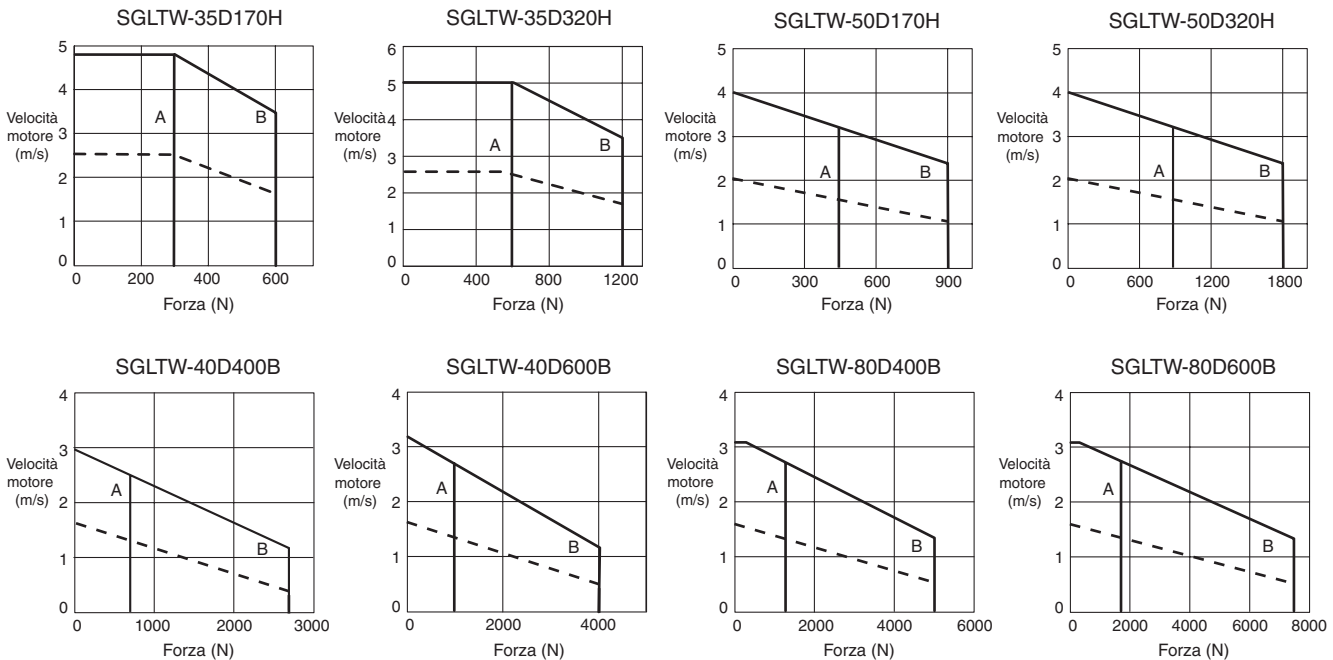 SGLTW-35D170H
5
4
3
2
1
0
Velocità
motore
(m/s)
A
B
0
200
400
600
Forza (N)
SGLTW-35D320H
6
5
4
3
2
1
0
Velocità
motore
(m/s)
A
B
0
400
800
1200
Forza (N)
SGLTW-50D170H
5
4
3
2
1
0
Velocità
motore
(m/s)
A
B
0
300
600
900
Forza (N)
SGLTW-50D320H
5
4
3
2
1
0
Velocità
motore
(m/s)
A
B
0
600
1200
1800
Forza (N)
SGLTW-40D400B
4
3
2
1
0
Velocità
motore
(m/s)
A
B
0
1000
2000
3000
Forza (N)
SGLTW-40D600B
4
3
2
1
0
Velocità
motore
(m/s)
A
B
0
2000
4000
Forza (N)
SGLTW-80D400B
4
3
2
1
0
Velocità
motore
(m/s)
A
B
0
2000
4000
6000
Forza (N)
SGLTW-80D600B
4
3
2
1
0
Velocità
motore
(m/s)
A
B
0
2000
4000
6000
8000
Forza (N)